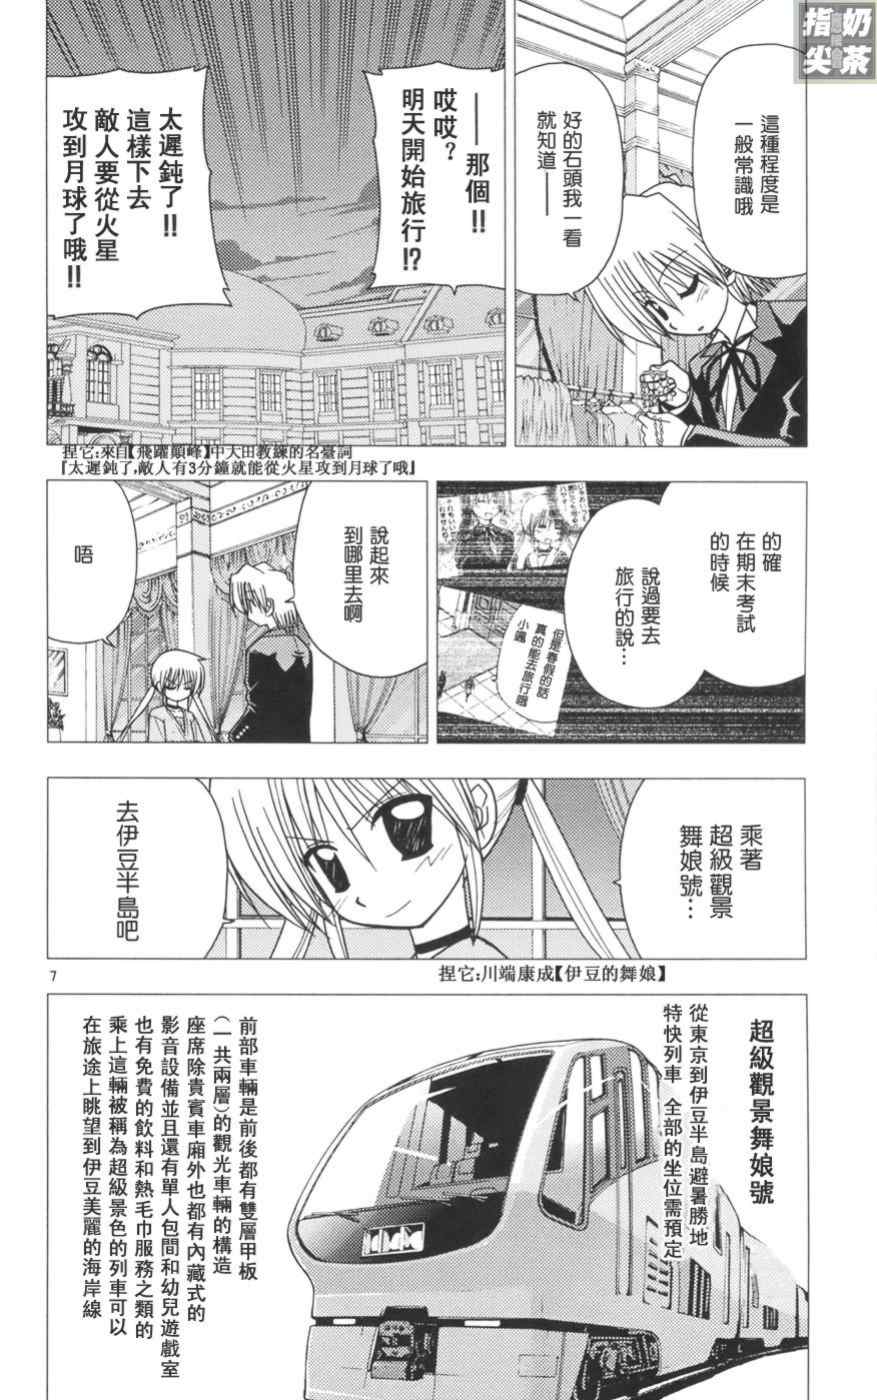 指奶
尖茶
這種程度是
一般常識哦
好的石頭我一看
就知道——
——那個!!
哎哎？
明天開始旅行!?
太遲鈍了!!
這樣下去
敵人要從火星
攻到月球了哦!!
捏它:來自【飛躍巔峰】中大田教練的名臺詞
『太遲鈍了,敵人有3分鐘就能從火星攻到月球了哦』
的確
在期末考試
的時候
說過要去
旅行的說…
但是春假的話
真的能去旅行哦
小颯
說起來
到哪里去啊
唔
乘著
超級觀景
舞娘號…
去伊豆半島吧
捏它:川端康成【伊豆的舞娘】
7
超級觀景舞娘號
從東京到伊豆半島避暑勝地
特快列車 全部的坐位需預定
前部車輛是前後都有雙層甲板
(一共兩層)的觀光車輛的構造
座席除貴賓車廂外也都有內藏式的
影音設備並且還有單人包間和幼兒遊戲室
也有免費的飲料和熱毛巾服務之類的
乘上這輛被稱為超級景色的列車可以
在旅途上眺望到伊豆美麗的海岸線